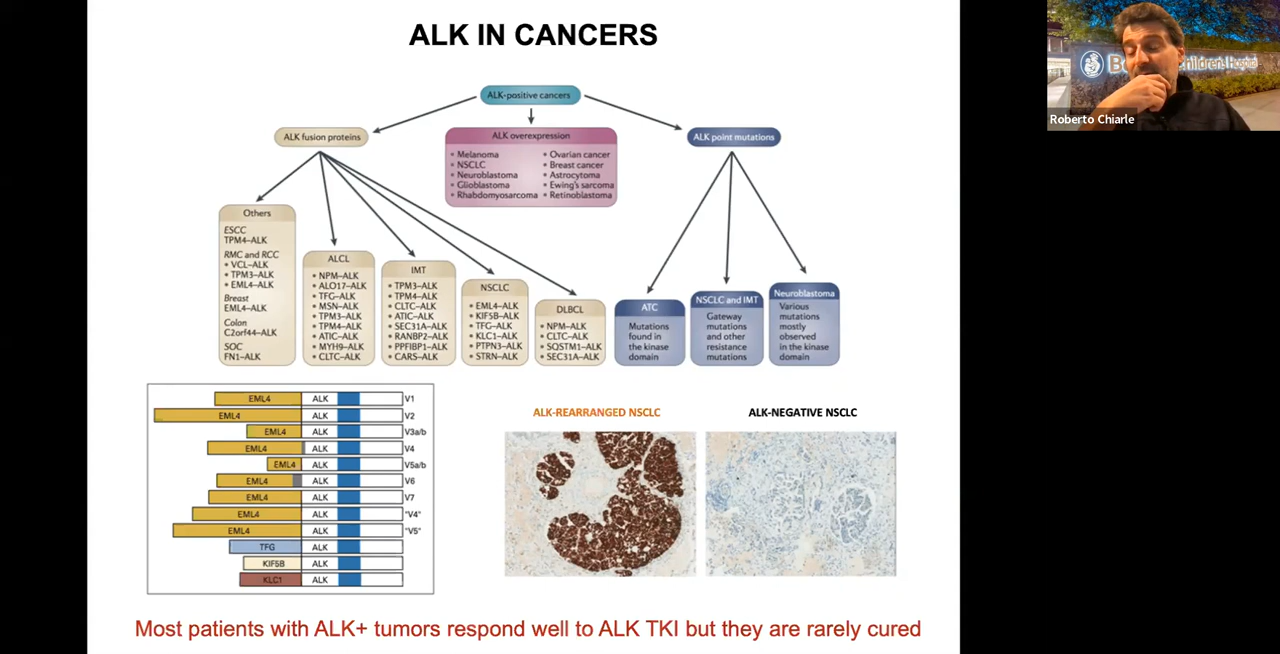 ALK IN CANCERS
ALK-positive cancers
ALK fusion proteins
ALK overexpression
• Melanoma
• NSCLC
• Neuroblastoma
• Glioblastoma
• Rhabdomyosarcoma
• Ovarian cancer
• Breast cancer
• Astrocytoma
• Ewing's sarcoma
• Retinoblastoma
ALK point mutations
Others
ESCC
TPM4–ALK
RMC and RCC
• VCL–ALK
• TPM3–ALK
• EML4–ALK
Breast
EML4–ALK
Colon
C2orf44–ALK
SOC
FN1–ALK
ALCL
• NPM–ALK
• ALO17–ALK
• TFG–ALK
• MSN–ALK
• TPM3–ALK
• TPM4–ALK
• ATIC–ALK
• MYH9–ALK
• CLTC–ALK
IMT
• TPM3–ALK
• TPM4–ALK
• CLTC–ALK
• ATIC–ALK
• SEC31A–ALK
• RANBP2–ALK
• PPFIBP1–ALK
• CARS–ALK
NSCLC
• EML4–ALK
• KIF5B–ALK
• TFG–ALK
• KLC1–ALK
• PTPN3–ALK
• STRN–ALK
DLBCL
• NPM–ALK
• CLTC–ALK
• SQSTM1–ALK
• SEC31A–ALK
ATC
Mutations
found in
the kinase
domain
NSCLC and IMT
Gateway
mutations
and other
resistance
mutations
Neuroblastoma
Various
mutations
mostly
observed
in the kinase
domain
EML4 ALK V1
EML4 ALK V2
EML4 ALK V3a/b
EML4 ALK V4
EML4 ALK V5a/b
EML4 ALK V6
EML4 ALK V7
EML4 ALK "V4"
EML4 ALK "V5"
TFG ALK
KIF5B ALK
KLC1 ALK
ALK-REARRANGED NSCLC
ALK-NEGATIVE NSCLC
Most patients with ALK+ tumors respond well to ALK TKI but they are rarely cured
Hospital
Roberto Chiarle